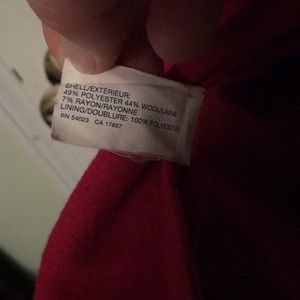 SHELL/EXTÉRIEUR:
49% POLYESTER 44% WOOL/LAINE
7% RAYON/RAYONNE
LINING/DOUBLURE: 100% POLYESTER
RN 54023 CA 17897